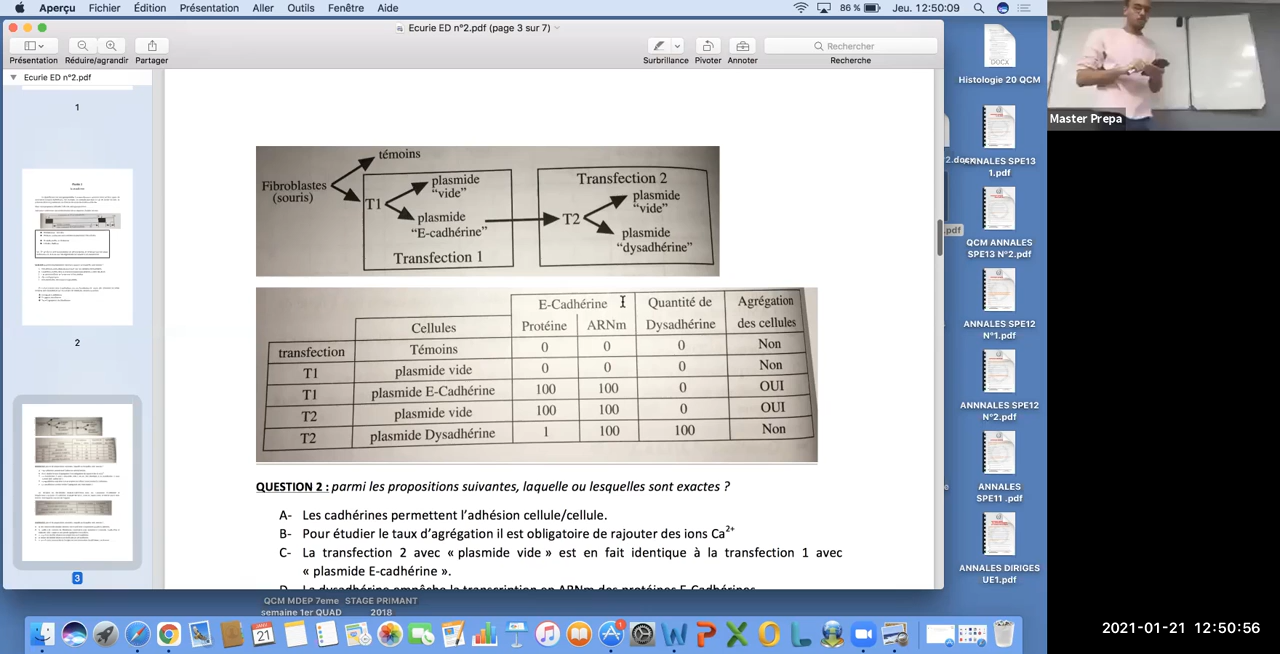 Aperçu Fichier Édition Présentation Aller Outils Fenêtre Aide 86 % Jeu. 12:50:09
Ecurie ED n°2.pdf (page 3 sur 7)
Présentation Réduire/agrandir Partager Surbrillance Pivoter Annoter Rechercher Recherche
Ecurie ED n°2.pdf
1
2
3
témoins
Fibroblastes
(souris)
T1
plasmide
"vide"
plasmide
"E-cadhérine"
Transfection 1
Transfection 2
T2
plasmide
"vide"
plasmide
"dysadhérine"
E-Cadhérine Quantité de Agrégation
Cellules Protéine ARNm Dysadhérine des cellules
transfection Témoins 0 0 0 Non
T1 plasmide vide 0 0 0 Non
T1 plasmide E-Cadhérine 100 100 0 OUI
T2 plasmide vide 100 100 0 OUI
T2 plasmide Dysadhérine 1 100 100 Non
QUESTION 2 : parmi les propositions suivantes, laquelle ou lesquelles sont exactes ?
A- Les cadhérines permettent l'adhésion cellule/cellule.
B- Pour étudier le taux d'agrégation il est obligatoire de rajouter des ions Ca2+
C- La transfection 2 avec « plasmide vide » est en fait identique à la transfection 1 avec
« plasmide E-cadhérine ».
Histologie 20 QCM
ANNALES SPE13
1.pdf
2.docx
.pdf
QCM ANNALES
SPE13 N°2.pdf
ANNALES SPE12
N°1.pdf
ANNNALES SPE12
N°2.pdf
ANNALES
SPE11 .pdf
ANNALES DIRIGES
UE1.pdf
QCM MDEP 7eme
semaine 1er QUAD
STAGE PRIMANT
2018
Master Prepa
2021-01-21 12:50:56